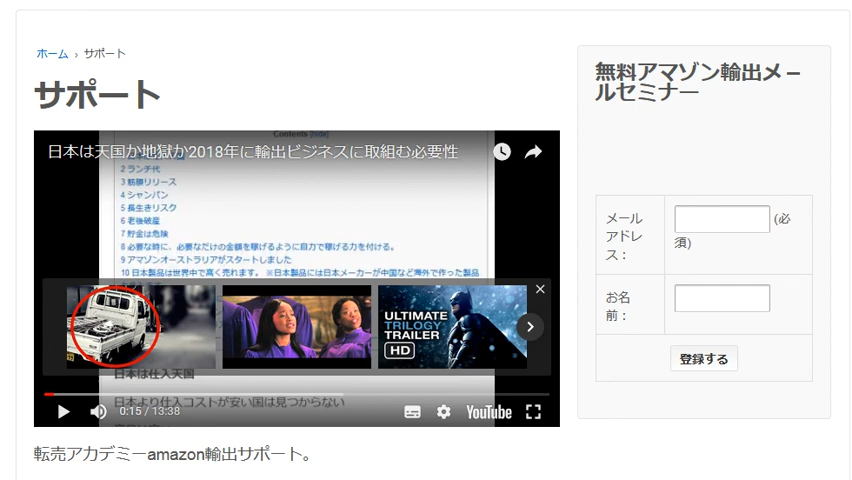 ホーム › サポート
サポート
日本は天国か地獄か2018年に輸出ビジネスに取組む必要性
Contents [hide]
2 ランチ代
3 筋腫リリース
4 シャンパン
5 長生きリスク
6 老後破産
7 貯金は危険
8 必要な時に、必要なだけの金額を稼げるように自力で稼げる力を付ける。
9 アマゾンオーストラリアがスタートしました
10 日本製品は世界中で高く売れます。 ※日本製品には日本メーカーが中国など海外で作った製品
ULTIMATE
TRILOGY
TRAILER
HD
日本は仕入天国
日本より仕入コストが安い国は見つからない
0:15 / 13:38
YouTube
転売アカデミーamazon輸出サポート。
無料アマゾン輸出メー
ルセミナー
メール
アドレ
ス：
(必
須)
お名
前：
登録する